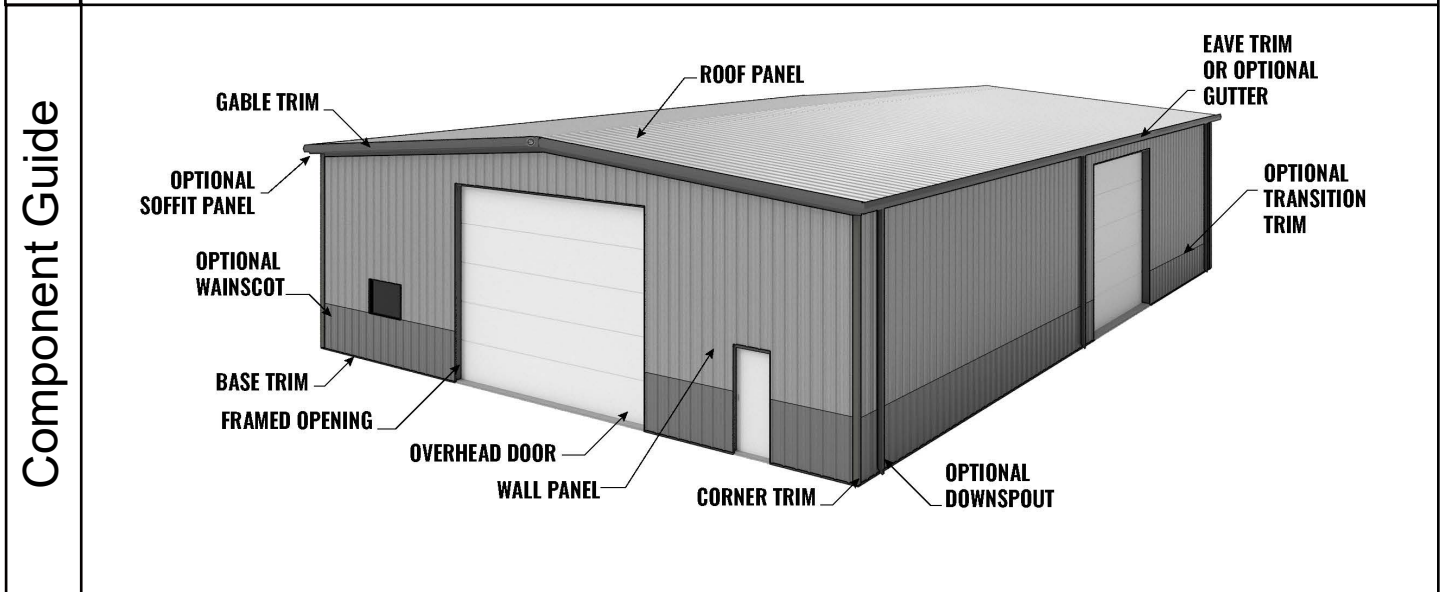 Component Guide
GABLE TRIM
ROOF PANEL
EAVE TRIM
OR OPTIONAL
GUTTER
OPTIONAL
SOFFIT PANEL
OPTIONAL
TRANSITION
TRIM
OPTIONAL
WAINSCOT
BASE TRIM
FRAMED OPENING
OVERHEAD DOOR
WALL PANEL
CORNER TRIM
OPTIONAL
DOWNSPOUT